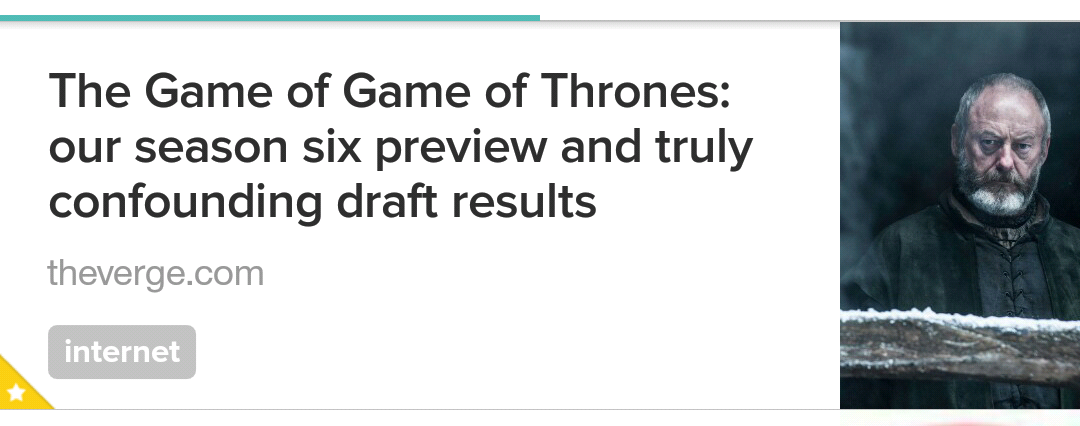 The Game of Game of Thrones:
our season six preview and truly
confounding draft results
theverge.com
internet